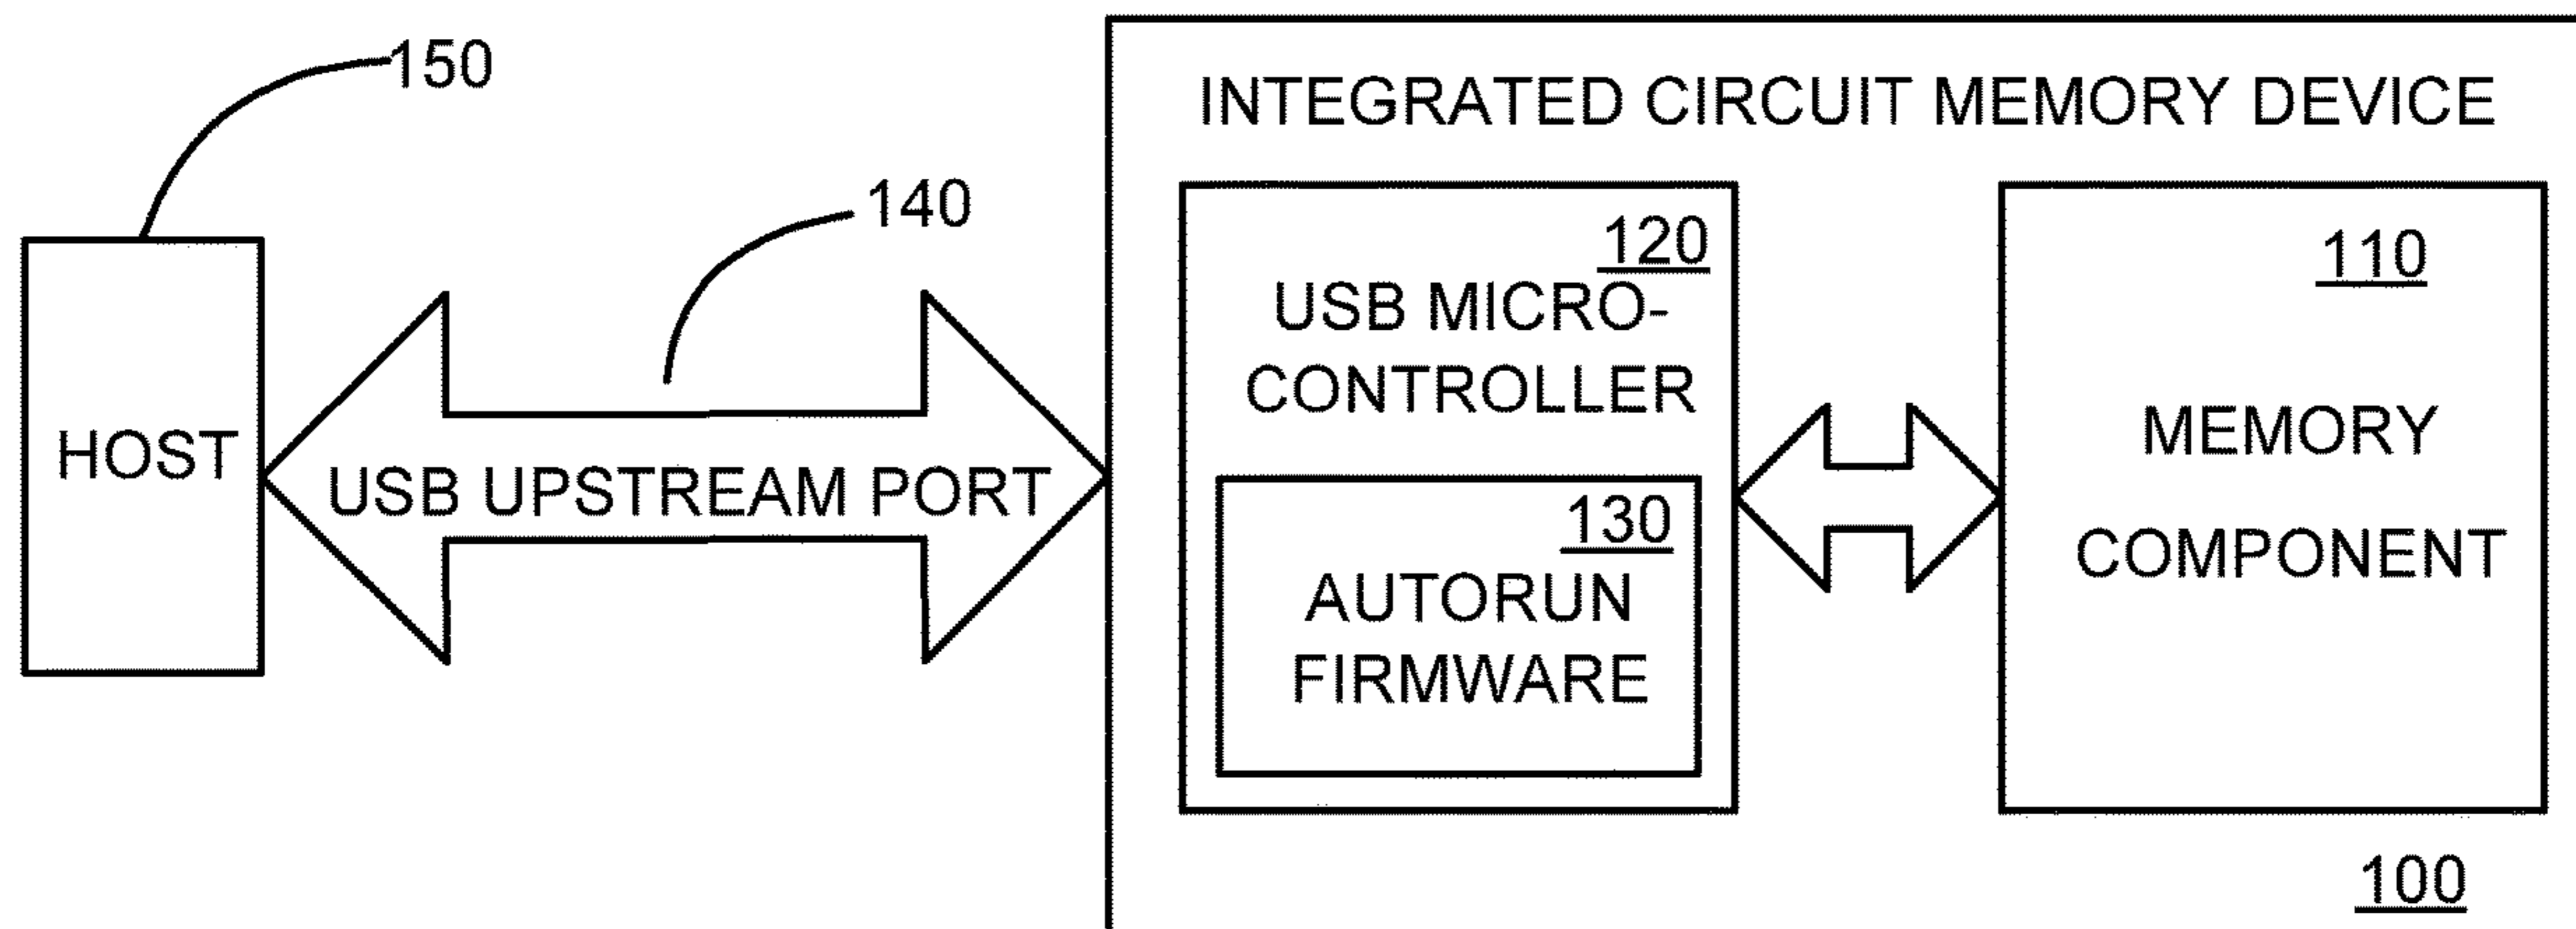 150
INTEGRATED CIRCUIT MEMORY DEVICE
140
120
110
USB MICRO-
CONTROLLER
HOST
USB UPSTREAM PORT
MEMORY
COMPONENT
130
AUTORUN
FIRMWARE
100